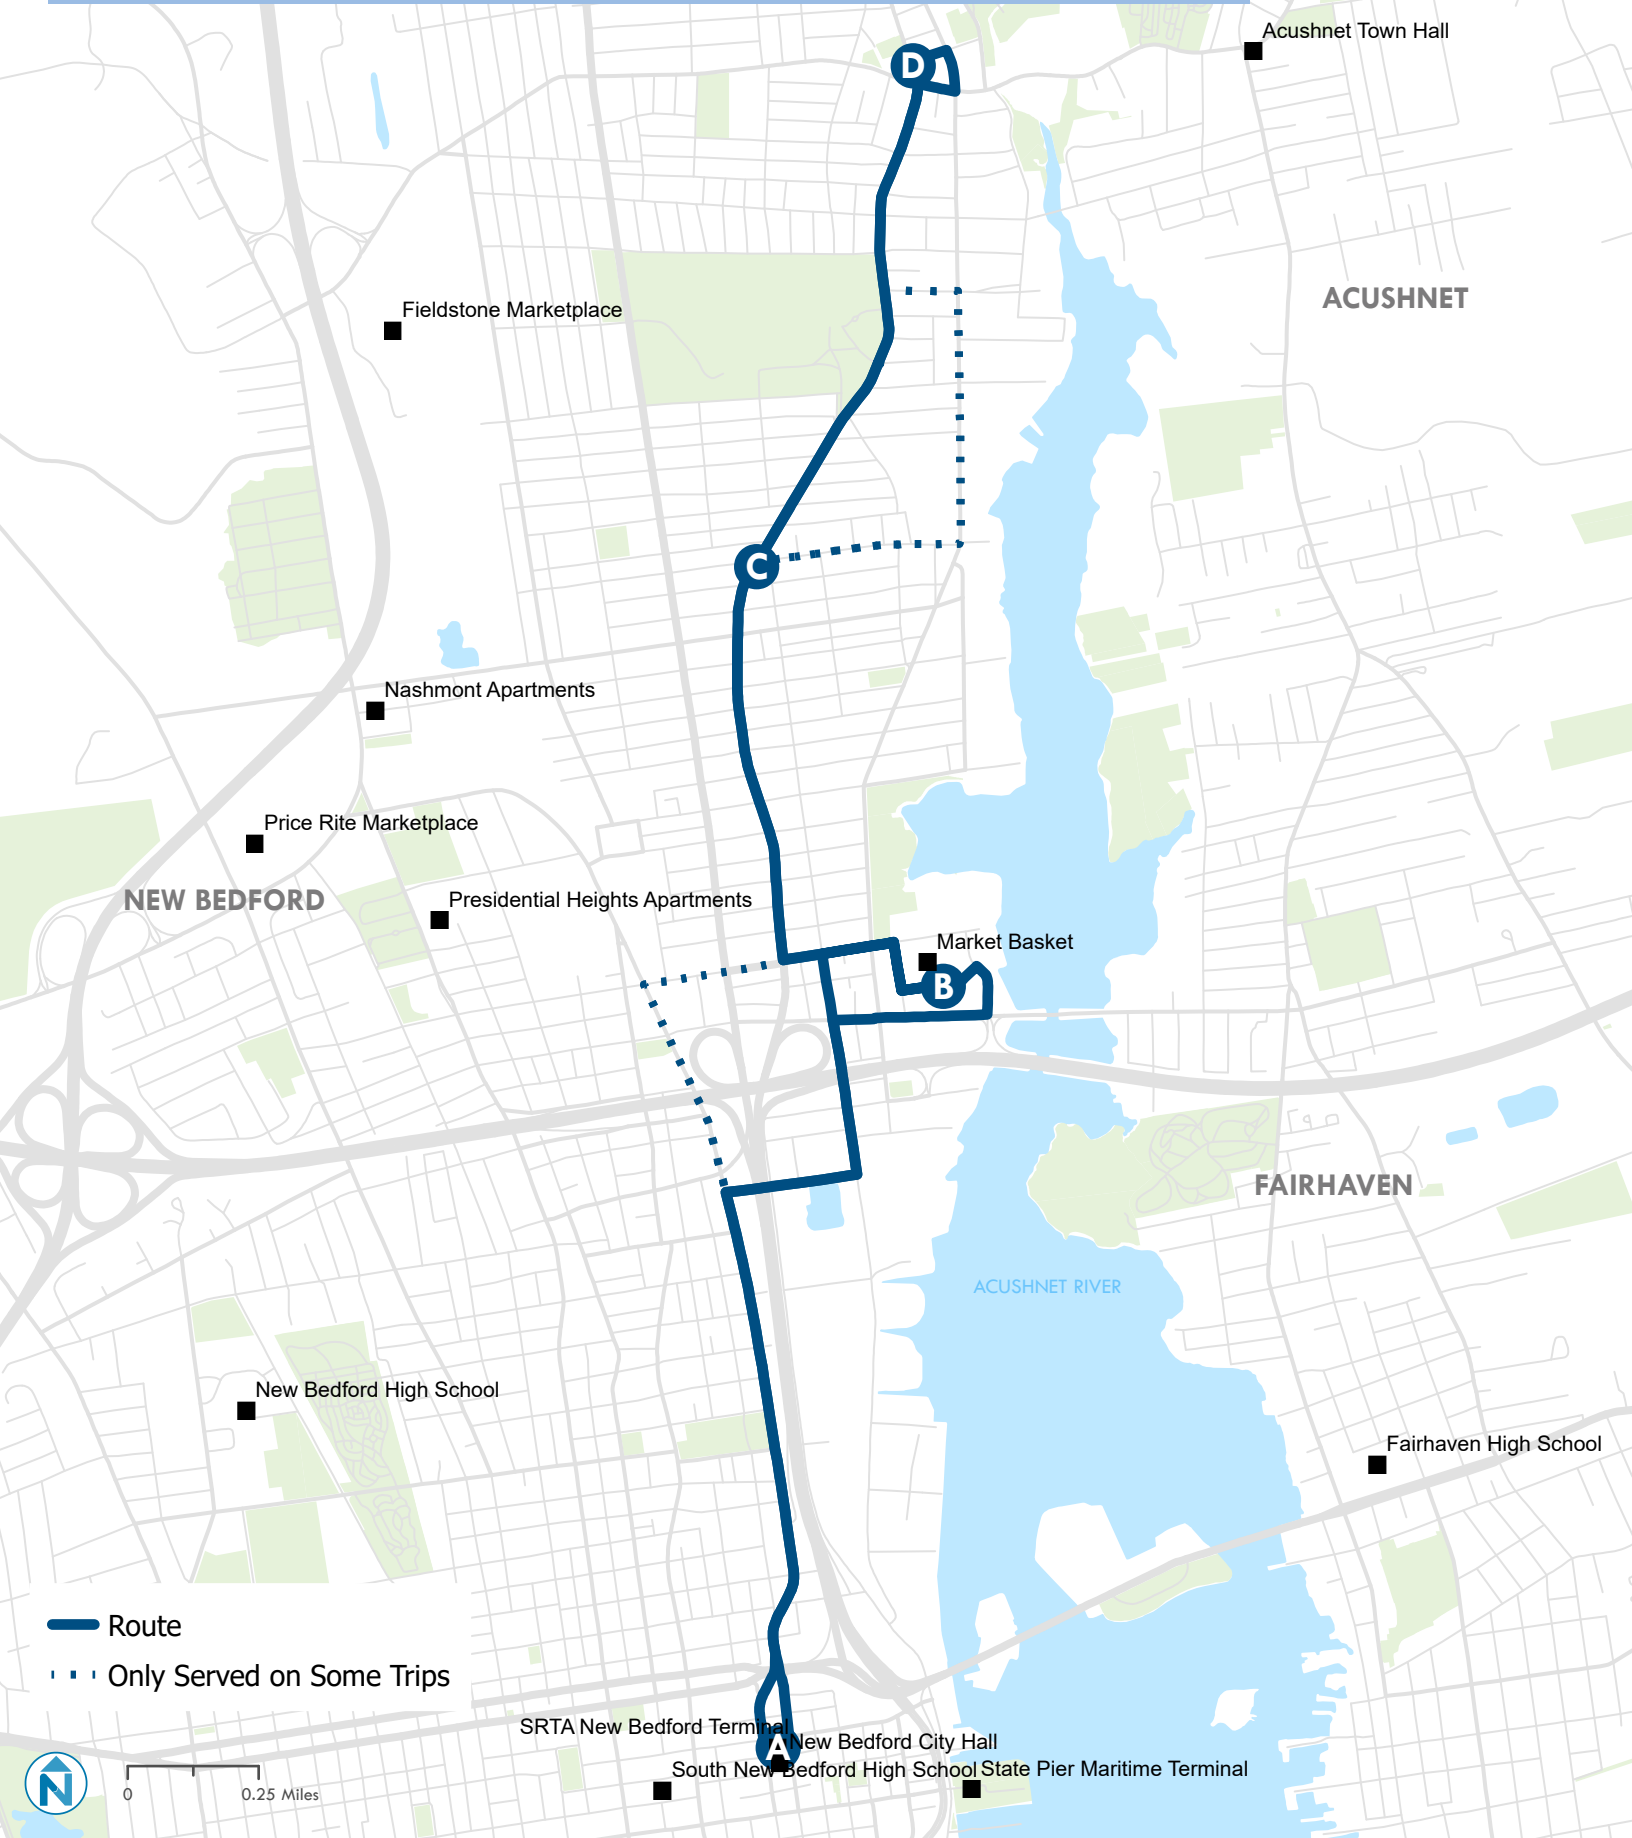 Acushnet Town Hall
D
ACUSHNET
Fieldstone Marketplace
C
Nashmont Apartments
Price Rite Marketplace
NEW BEDFORD
Presidential Heights Apartments
Market Basket
B
FAIRHAVEN
ACUSHNET RIVER
New Bedford High School
Fairhaven High School
Route
Only Served on Some Trips
SRTA New Bedford Terminal
A
New Bedford City Hall
South New Bedford High School
State Pier Maritime Terminal
N
0
0.25 Miles